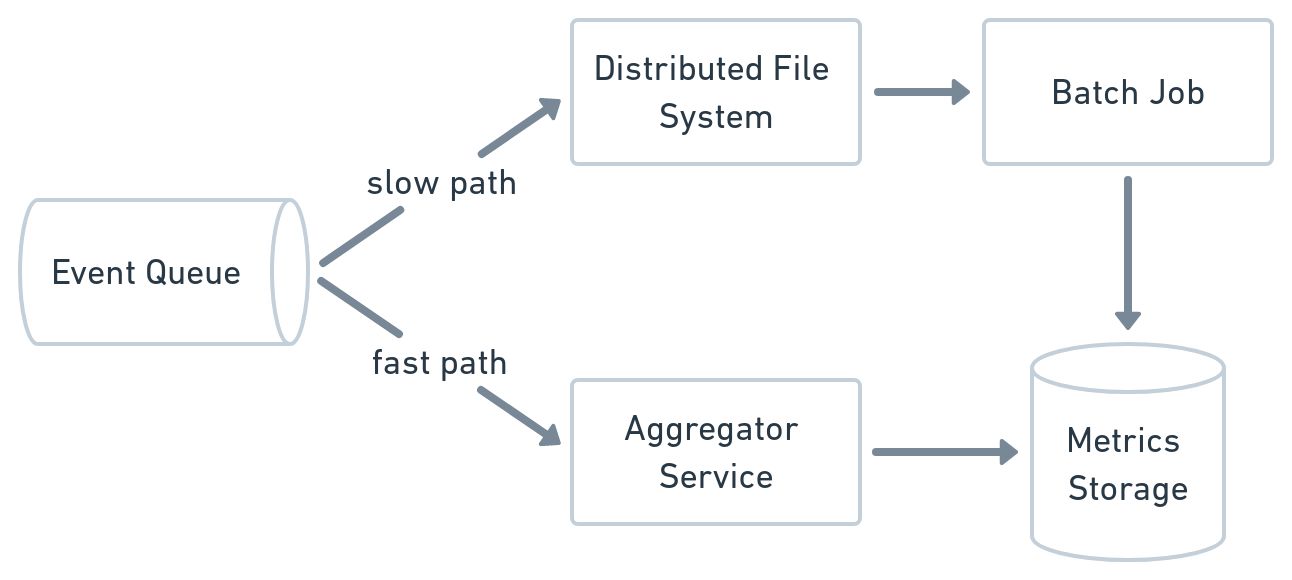 Distributed File
System
Batch Job
slow path
Event Queue
fast path
Aggregator
Service
Metrics
Storage